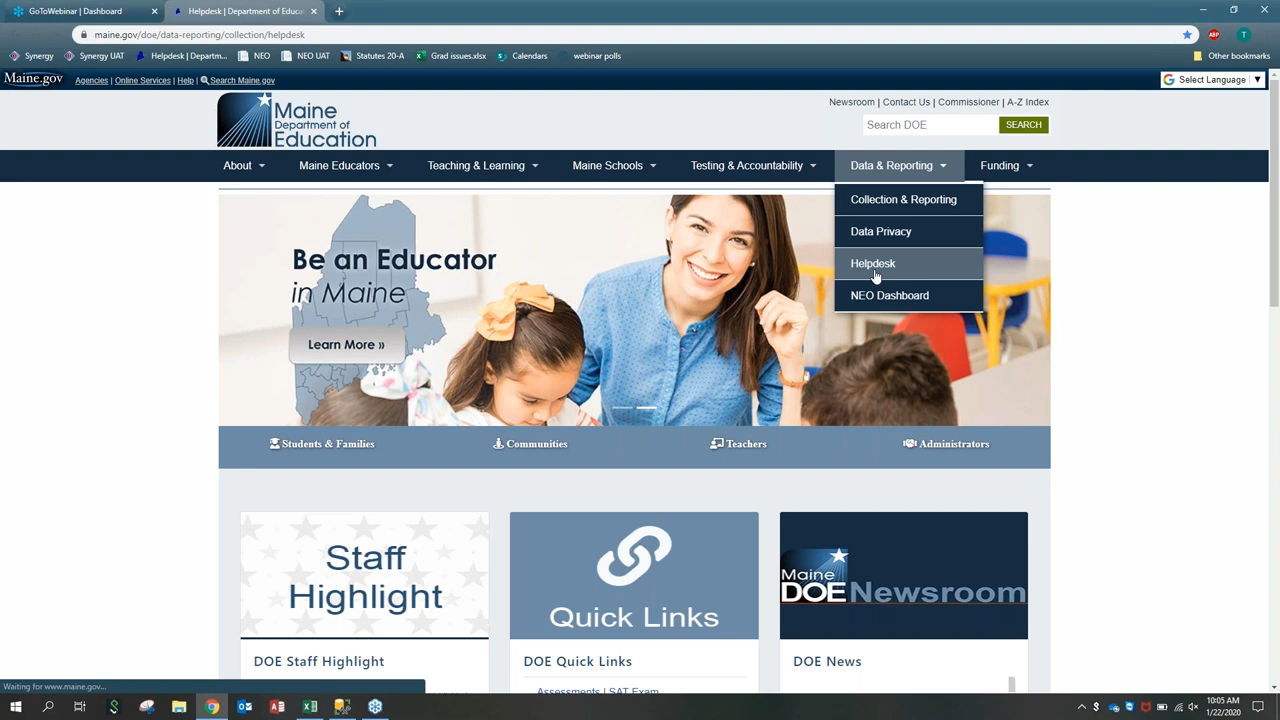 GoToWebinar | Dashboard
Helpdesk | Department of Educa
maine.gov/doe/data-reporting/collection/helpdesk
ABP
T
Synergy
Synergy UAT
Helpdesk | Departm...
NEO
NEO UAT
Statutes 20-A
Grad issues.xlsx
Calendars
webinar polls
Other bookmarks
Maine.gov
Agencies | Online Services | Help | Search Maine.gov
Select Language ▼
Maine
Department of
Education
Newsroom | Contact Us | Commissioner | A-Z Index
Search DOE
SEARCH
About
Maine Educators
Teaching & Learning
Maine Schools
Testing & Accountability
Data & Reporting
Funding
Collection & Reporting
Data Privacy
Helpdesk
NEO Dashboard
Be an Educator
in Maine
Learn More »
Students & Families
Communities
Teachers
Administrators
Staff
Highlight
Quick Links
Maine
DOE Newsroom
DOE Staff Highlight
DOE Quick Links
DOE News
Assessments | SAT Exam
Waiting for www.maine.gov...
10:05 AM
1/22/2020